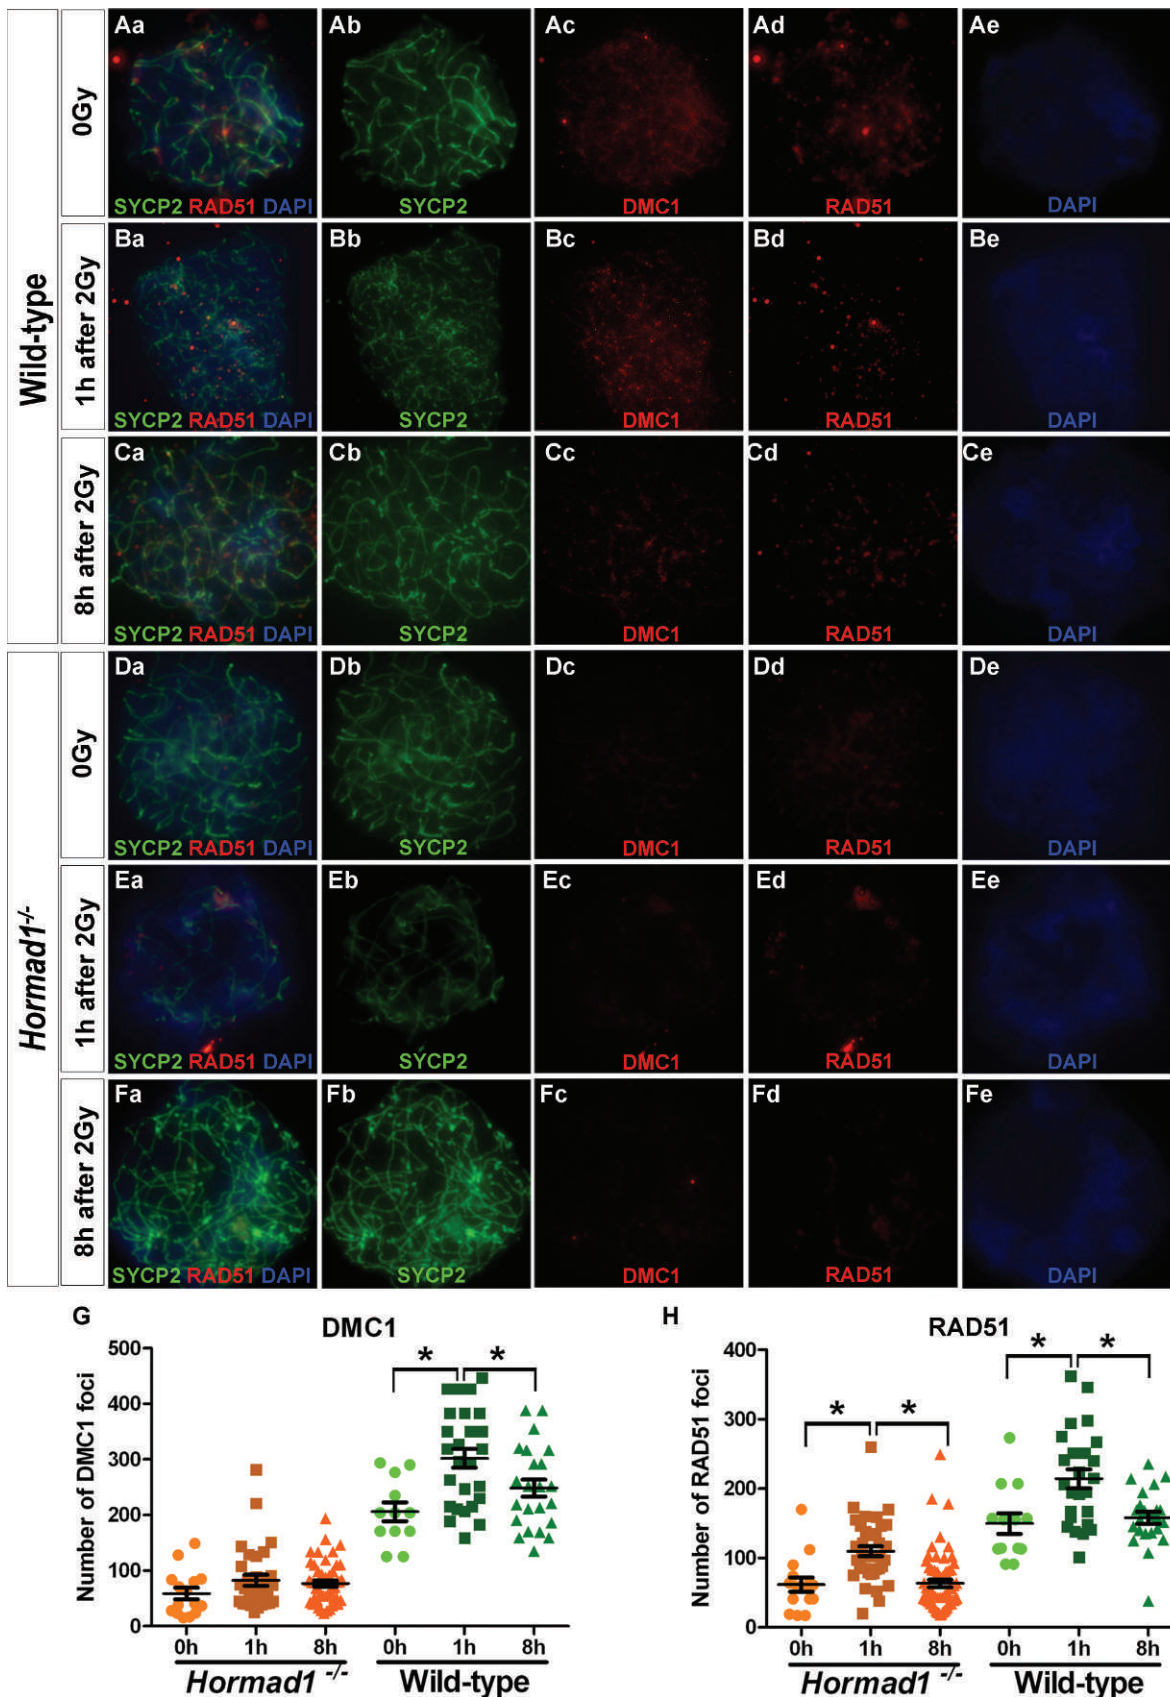 Wild-type
0Gy
Aa Ab Ac Ad Ae
SYCP2 RAD51 DAPI SYCP2 DMC1 RAD51 DAPI
1h after 2Gy
Ba Bb Bc Bd Be
SYCP2 RAD51 DAPI SYCP2 DMC1 RAD51 DAPI
8h after 2Gy
Ca Cb Cc Cd Ce
SYCP2 RAD51 DAPI SYCP2 DMC1 RAD51 DAPI
Hormad1-/-
0Gy
Da Db Dc Dd De
SYCP2 RAD51 DAPI SYCP2 DMC1 RAD51 DAPI
1h after 2Gy
Ea Eb Ec Ed Ee
SYCP2 RAD51 DAPI SYCP2 DMC1 RAD51 DAPI
8h after 2Gy
Fa Fb Fc Fd Fe
SYCP2 RAD51 DAPI SYCP2 DMC1 RAD51 DAPI
G
DMC1
Number of DMC1 foci
500
400
300
200
100
0
* *
0h 1h 8h 0h 1h 8h
Hormad1 -/- Wild-type
H
RAD51
Number of RAD51 foci
400
300
200
100
0
* * * *
0h 1h 8h 0h 1h 8h
Hormad1 -/- Wild-type